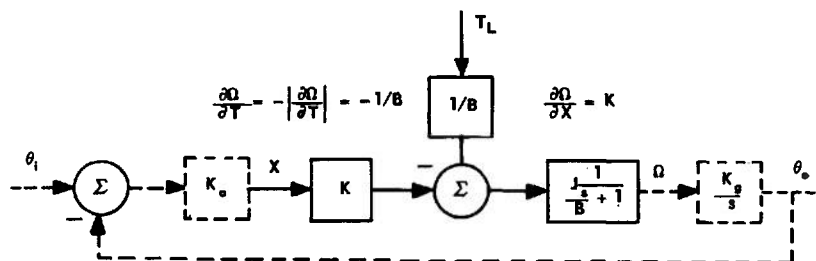 T_L
∂Ω/∂T = -|∂Ω/∂T| = -1/B
1/B
∂Ω/∂X = K
θ_i
Σ
−
K_a
X
K
−
Σ
1/(J s/B + 1)
Ω
K_g/s
θ_o